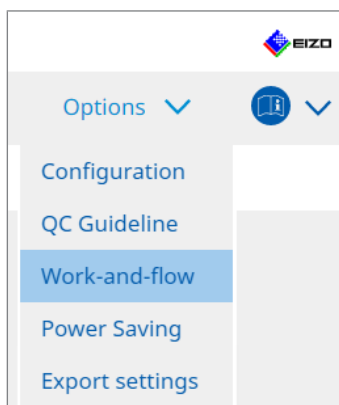 EIZO
Options
Configuration
QC Guideline
Work-and-flow
Power Saving
Export settings